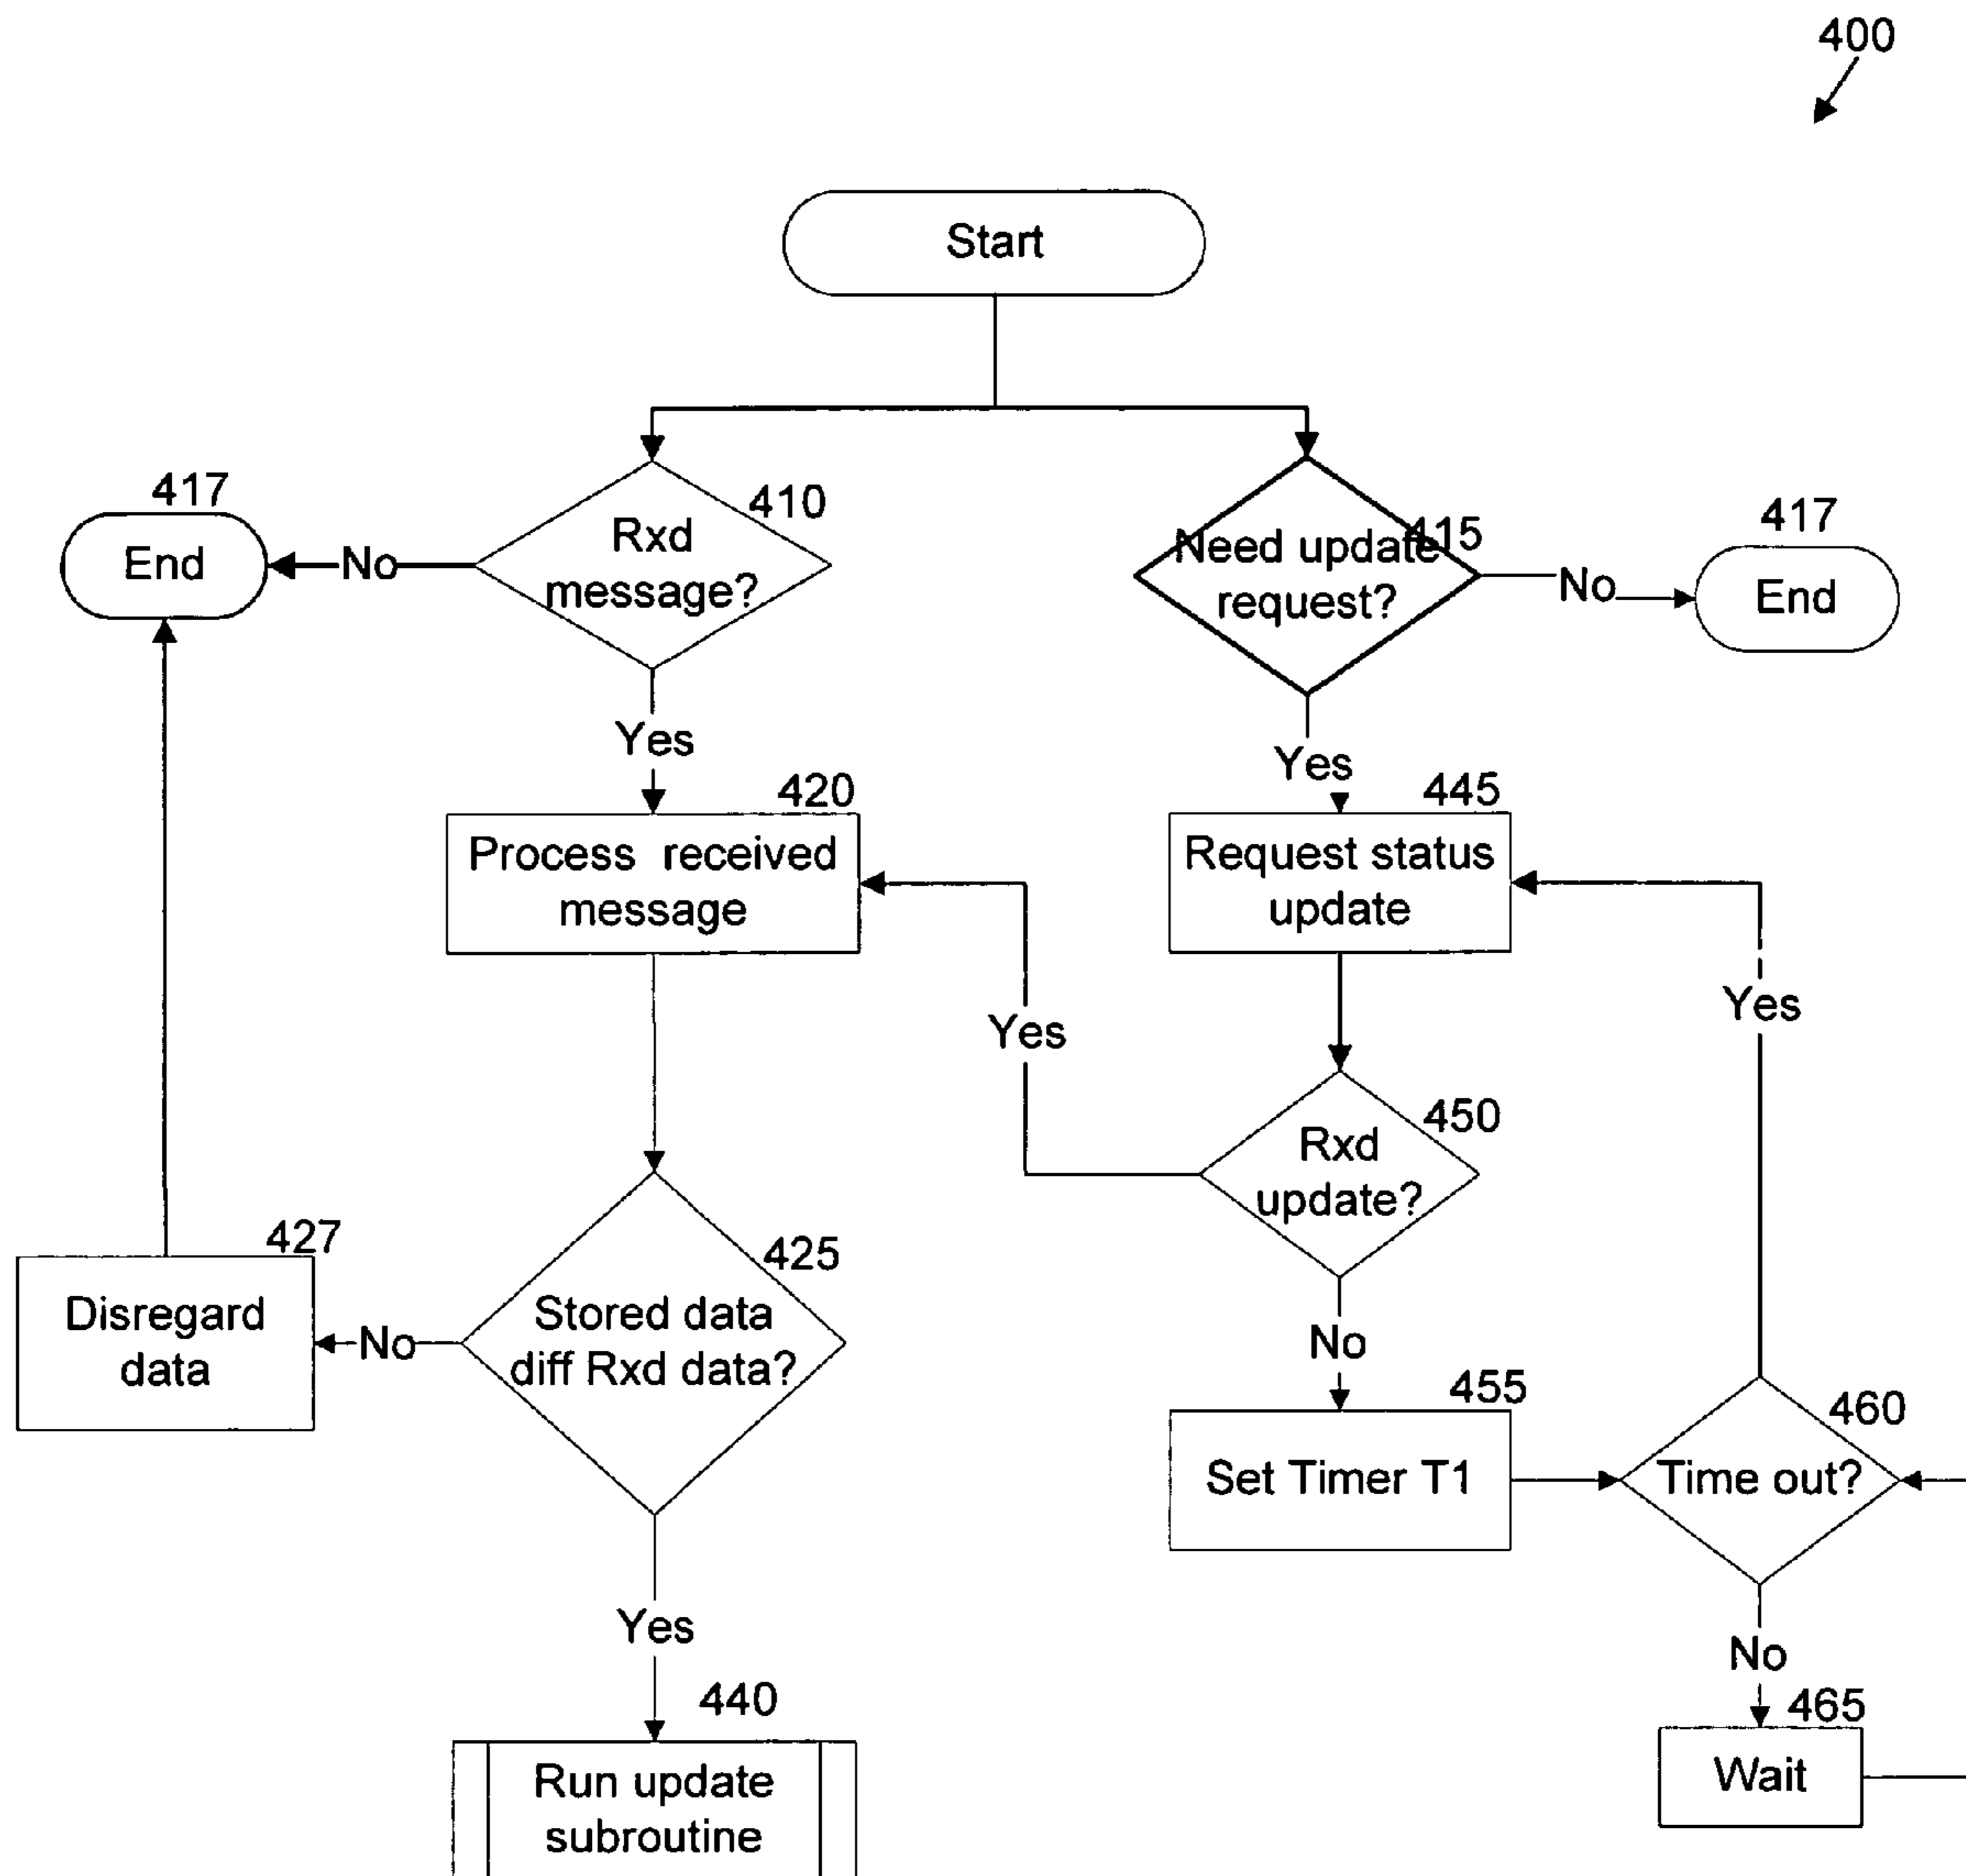 400
Start
417
End
No
410
Rxd
message?
415
Need update
request?
No
417
End
Yes
Yes
420
Process received
message
445
Request status
update
Yes
Yes
450
Rxd
update?
427
Disregard
data
No
425
Stored data
diff Rxd data?
No
455
Set Timer T1
460
Time out?
Yes
No
440
Run update
subroutine
465
Wait